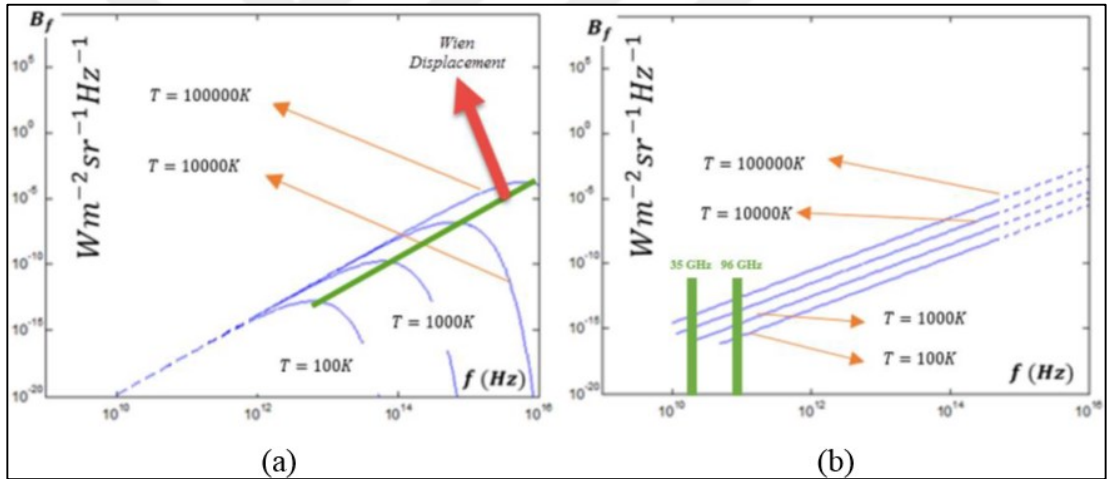 B_f
Wm^{-2}sr^{-1}Hz^{-1}
Wien
Displacement
T = 100000K
T = 10000K
T = 1000K
T = 100K
10^5
10^0
10^{-5}
10^{-10}
10^{-15}
10^{-20}
f (Hz)
10^{10}
10^{12}
10^{14}
10^{16}
(a)
B_f
Wm^{-2}sr^{-1}Hz^{-1}
T = 100000K
T = 10000K
35 GHz 96 GHz
T = 1000K
T = 100K
10^5
10^0
10^{-5}
10^{-10}
10^{-15}
10^{-20}
f (Hz)
10^{10}
10^{12}
10^{14}
10^{16}
(b)